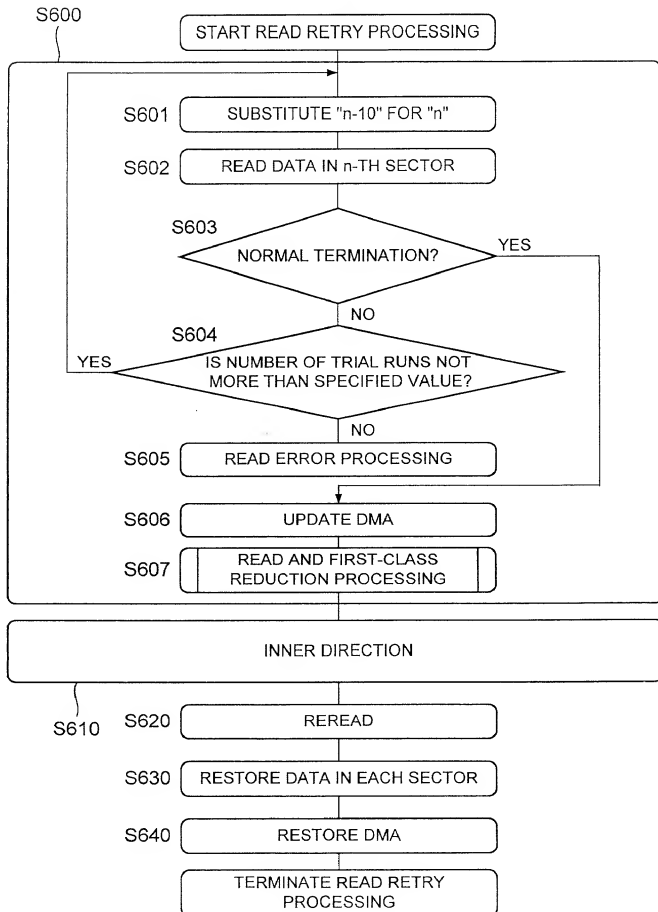 S600
START READ RETRY PROCESSING
S601
SUBSTITUTE "n-10" FOR "n"
S602
READ DATA IN n-TH SECTOR
S603
NORMAL TERMINATION?
YES
NO
S604
YES
IS NUMBER OF TRIAL RUNS NOT
MORE THAN SPECIFIED VALUE?
NO
S605
READ ERROR PROCESSING
S606
UPDATE DMA
S607
READ AND FIRST-CLASS
REDUCTION PROCESSING
INNER DIRECTION
S610
S620
REREAD
S630
RESTORE DATA IN EACH SECTOR
S640
RESTORE DMA
TERMINATE READ RETRY
PROCESSING